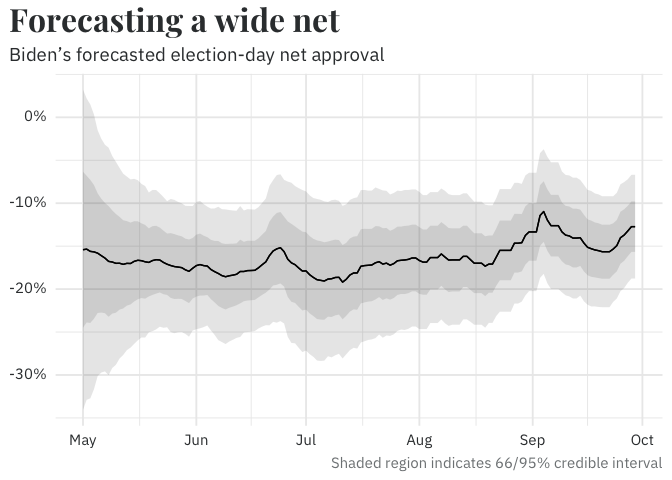 Forecasting a wide net
Biden’s forecasted election-day net approval
0%
-10%
-20%
-30%
May Jun Jul Aug Sep Oct
Shaded region indicates 66/95% credible interval